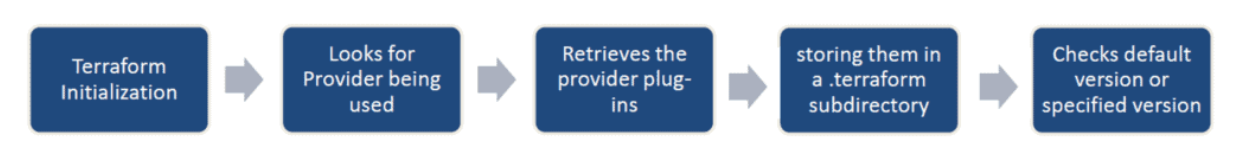 Terraform
Initialization
Looks for
Provider being
used
Retrieves the
provider plug-
ins
storing them in
a .terraform
subdirectory
Checks default
version or
specified version